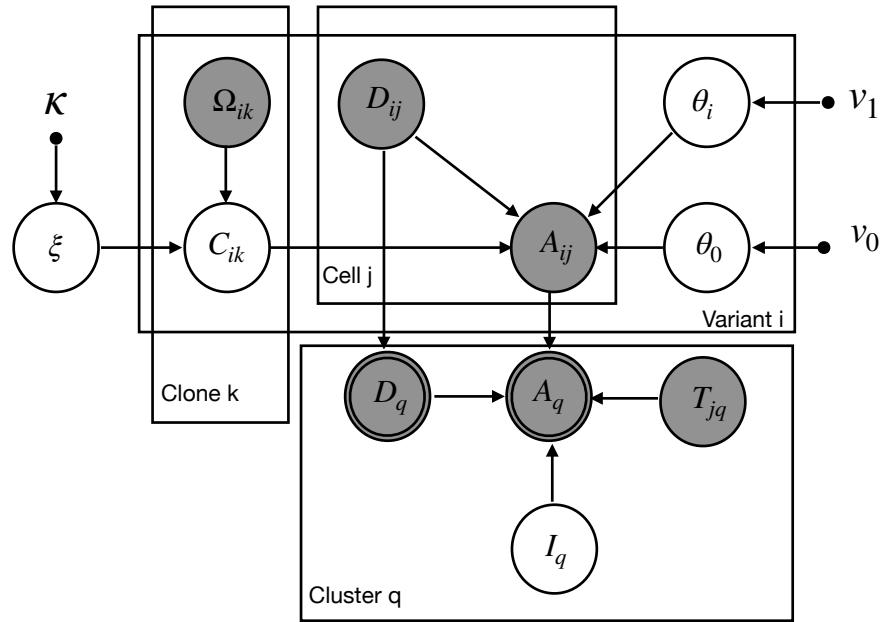 Ω_ik
D_ij
θ_i
v_1
κ
ξ
C_ik
A_ij
θ_0
v_0
Cell j
Variant i
Clone k
D_q
A_q
T_jq
I_q
Cluster q